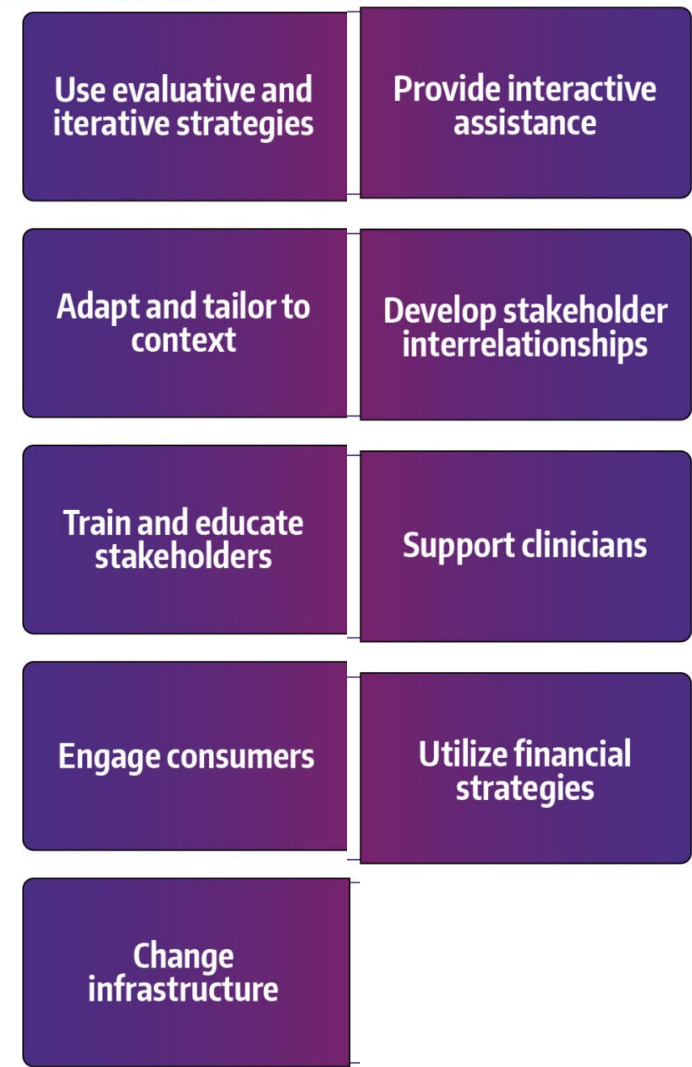 Use evaluative and
iterative strategies
Provide interactive
assistance
Adapt and tailor to
context
Develop stakeholder
interrelationships
Train and educate
stakeholders
Support clinicians
Engage consumers
Utilize financial
strategies
Change
infrastructure